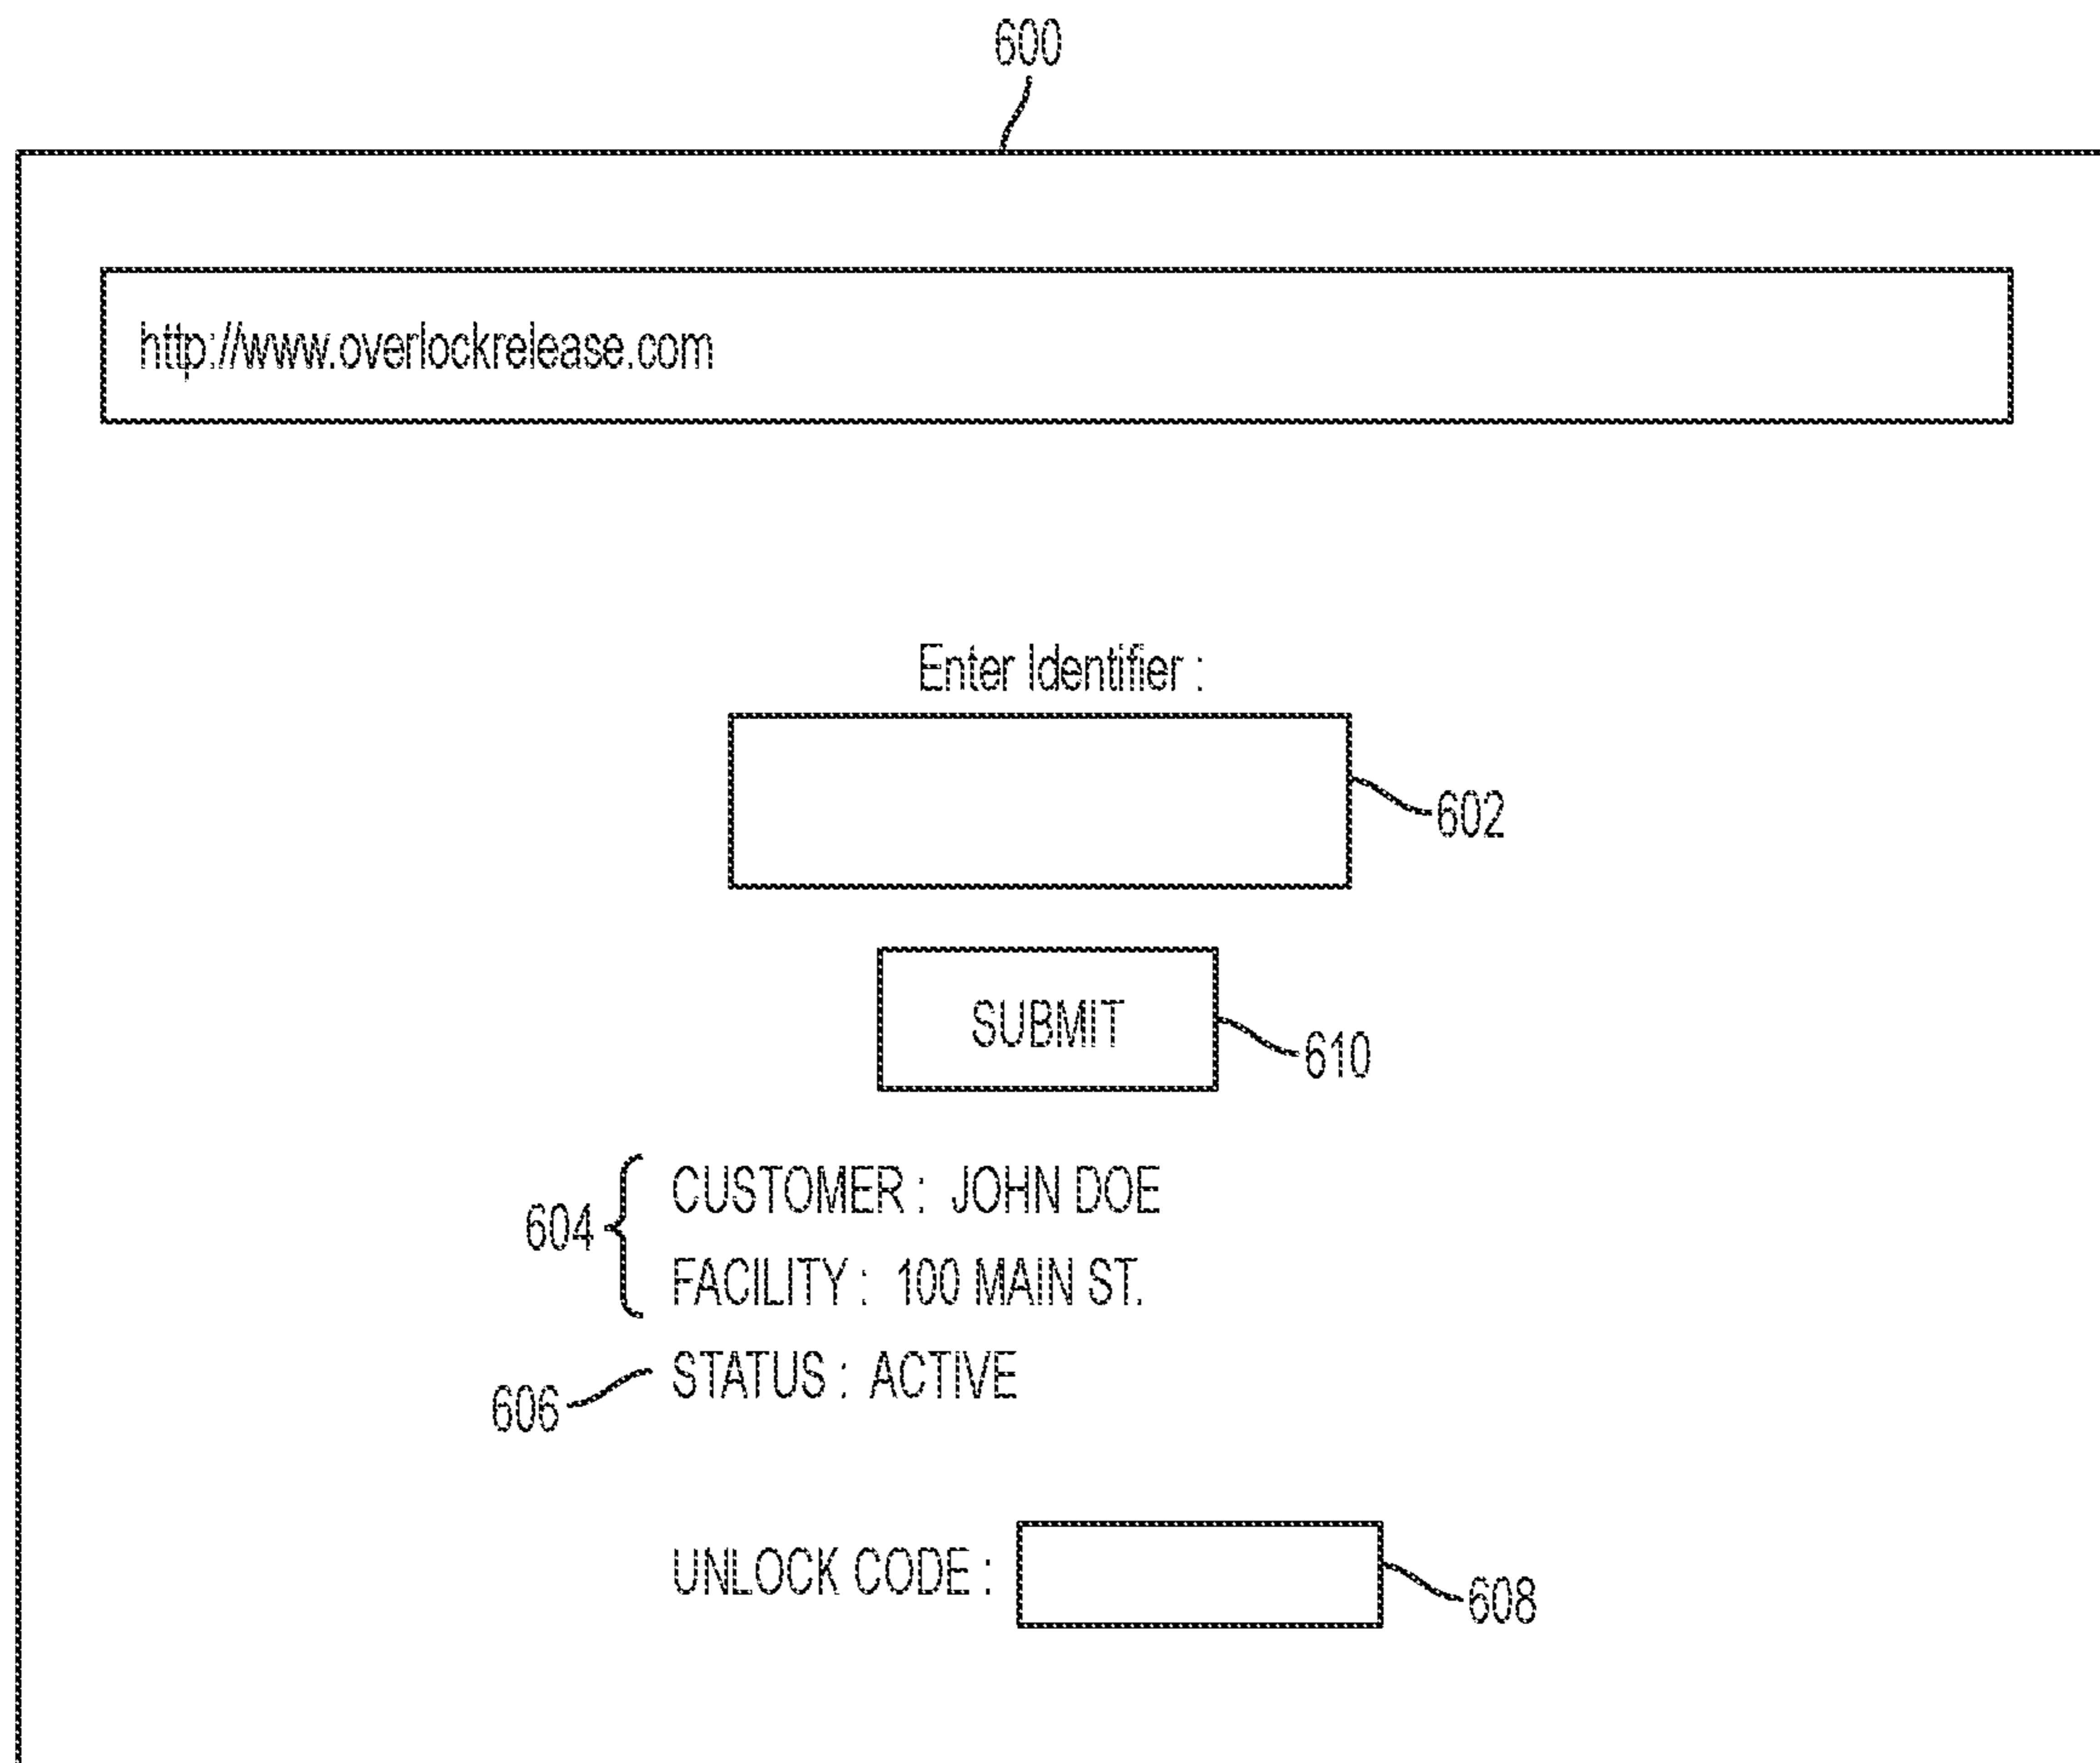 600
http://www.overlockrelease.com
Enter Identifier :
602
SUBMIT
610
604
CUSTOMER : JOHN DOE
FACILITY : 100 MAIN ST.
606
STATUS : ACTIVE
UNLOCK CODE :
608